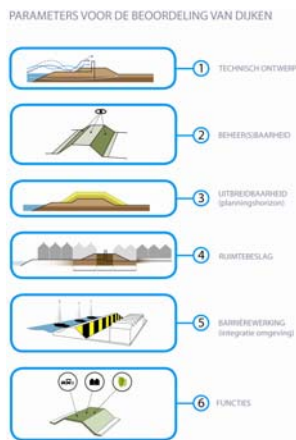 PARAMETERS VOOR DE BEOORDELING VAN DIJKEN
1 TECHNISCH ONTWERP
2 BEHEER(S)BAARHEID
3 UITBREIDBAARHEID
(planningshorizon)
4 RUIMTEBESLAG
5 BARRIÈREWERKING
(integratie omgeving)
6 FUNCTIES